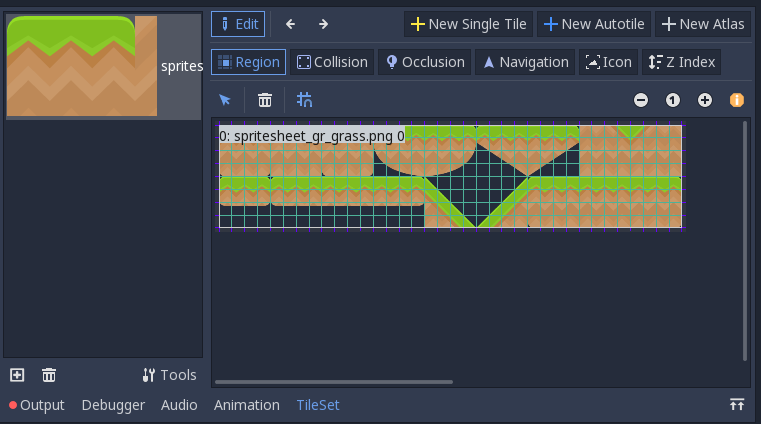 Edit
New Single Tile
New Autotile
New Atlas
Region
Collision
Occlusion
Navigation
Icon
Z Index
sprites
1
0: spritesheet_gr_grass.png 0
Tools
Output
Debugger
Audio
Animation
TileSet